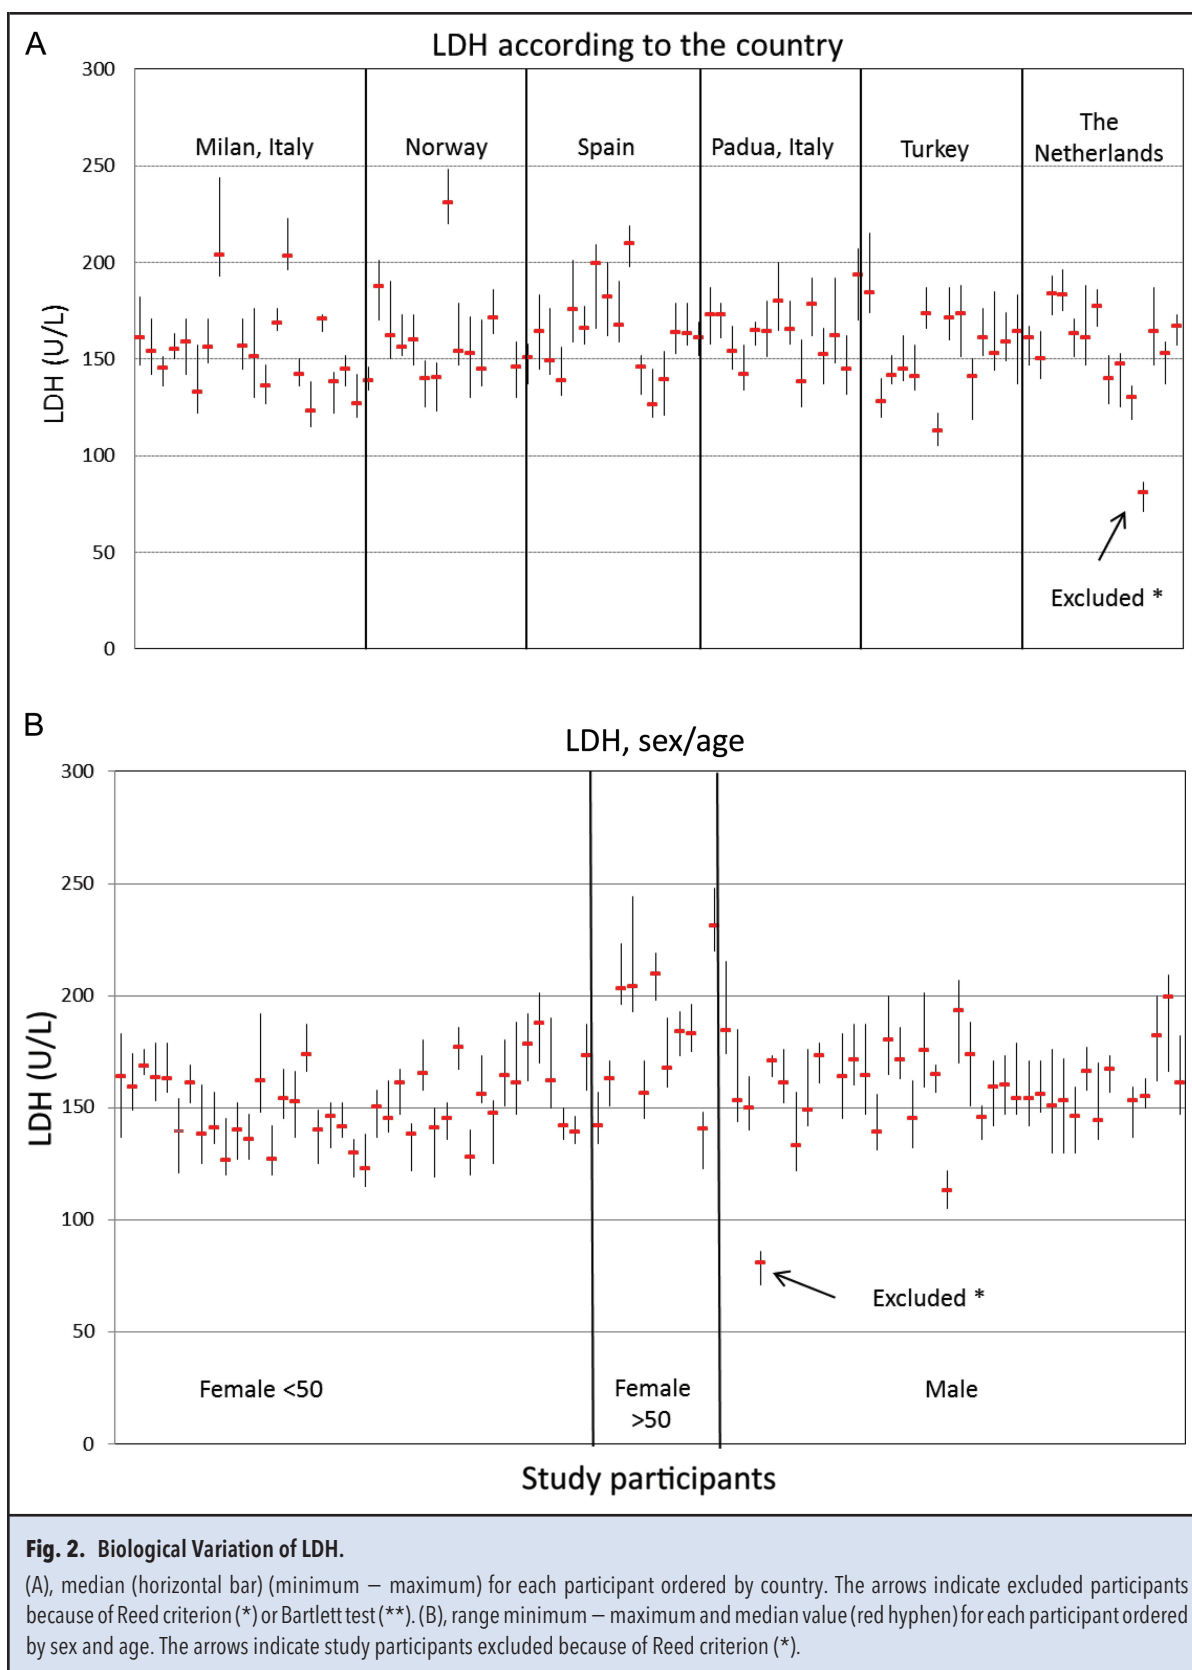 A
LDH according to the country
300
250
200
150
100
50
0
LDH (U/L)
Milan, Italy
Norway
Spain
Padua, Italy
Turkey
The
Netherlands
Excluded *
B
LDH, sex/age
300
250
200
150
100
50
0
LDH (U/L)
Excluded *
Female <50
Female
>50
Male
Study participants
Fig. 2. Biological Variation of LDH.
(A), median (horizontal bar) (minimum — maximum) for each participant ordered by country. The arrows indicate excluded participants
because of Reed criterion (*) or Bartlett test (**). (B), range minimum — maximum and median value (red hyphen) for each participant ordered
by sex and age. The arrows indicate study participants excluded because of Reed criterion (*).